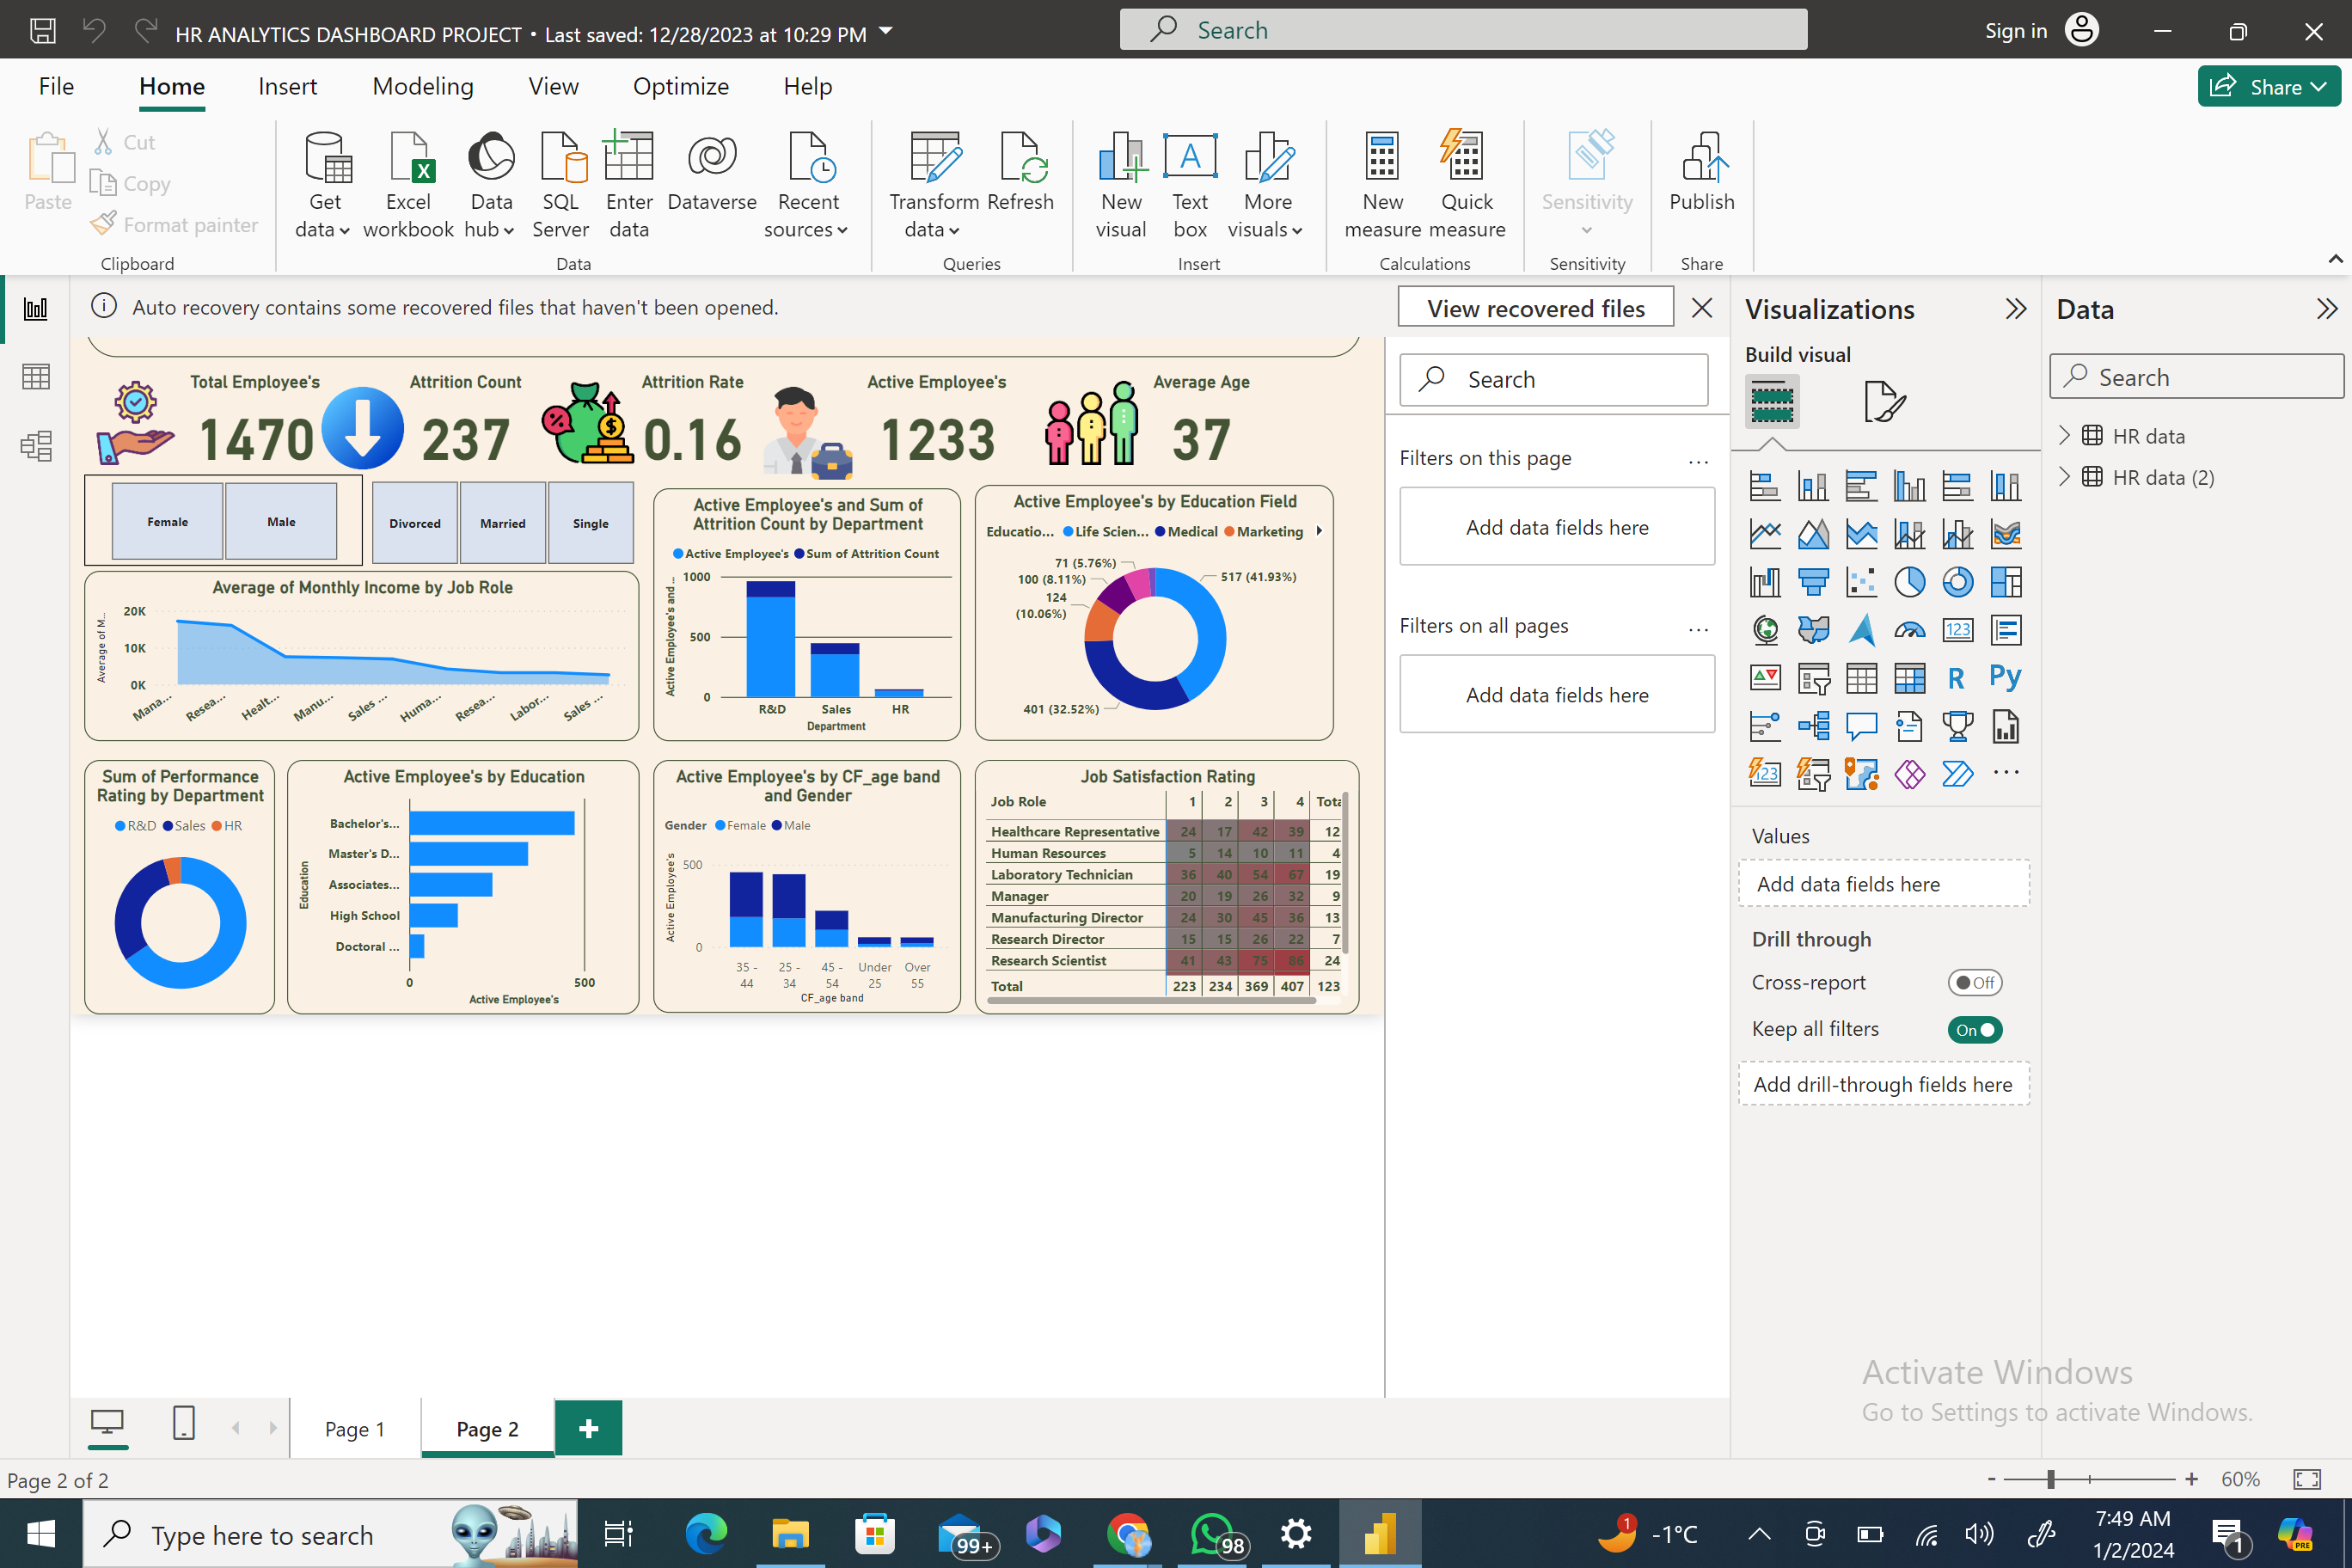 HR ANALYTICS DASHBOARD PROJECT • Last saved: 12/28/2023 at 10:29 PM
Search
Sign in
File
Home
Insert
Modeling
View
Optimize
Help
Share
Paste
Cut
Copy
Format painter
Clipboard
Get
data
Excel
workbook
Data
hub
SQL
Server
Enter
data
Dataverse
Recent
sources
Data
Transform
data
Refresh
Queries
New
visual
Text
box
More
visuals
Insert
New
measure
Quick
measure
Calculations
Sensitivity
Sensitivity
Publish
Share
Auto recovery contains some recovered files that haven't been opened.
View recovered files
Total Employee's
1470
Attrition Count
237
Attrition Rate
0.16
Active Employee's
1233
Average Age
37
Female
Male
Divorced
Married
Single
Average of Monthly Income by Job Role
Average of M...
20K
10K
0K
Mana...
Resea...
Healt...
Manu...
Sales ...
Huma...
Resea...
Labor...
Sales ...
Active Employee's and Sum of
Attrition Count by Department
Active Employee's
Sum of Attrition Count
Active Employee's and ...
1000
500
0
R&D
Sales
HR
Department
Active Employee's by Education Field
Educatio...
Life Scien...
Medical
Marketing
71 (5.76%)
100 (8.11%)
124
(10.06%)
517 (41.93%)
401 (32.52%)
Sum of Performance
Rating by Department
R&D
Sales
HR
Active Employee's by Education
Education
Bachelor's...
Master's D...
Associates...
High School
Doctoral ...
0
500
Active Employee's
Active Employee's by CF_age band
and Gender
Gender
Female
Male
Active Employee's
500
0
35 -
44
25 -
34
45 -
54
Under
25
Over
55
CF_age band
Job Satisfaction Rating
Job Role 1 2 3 4 Tota
Healthcare Representative 24 17 42 39 12
Human Resources 5 14 10 11 4
Laboratory Technician 36 40 54 67 19
Manager 20 19 26 32 9
Manufacturing Director 24 30 45 36 13
Research Director 15 15 26 22 7
Research Scientist 41 43 75 86 24
Total 223 234 369 407 123
Search
Filters on this page
...
Add data fields here
Filters on all pages
...
Add data fields here
Visualizations
Build visual
123
R
Py
123
...
Values
Add data fields here
Drill through
Cross-report
Off
Keep all filters
On
Add drill-through fields here
Data
Search
HR data
HR data (2)
Activate Windows
Go to Settings to activate Windows.
Page 1
Page 2
+
Page 2 of 2
- + 60%
Type here to search
99+
98
1
-1°C
7:49 AM
1/2/2024
1
PRE